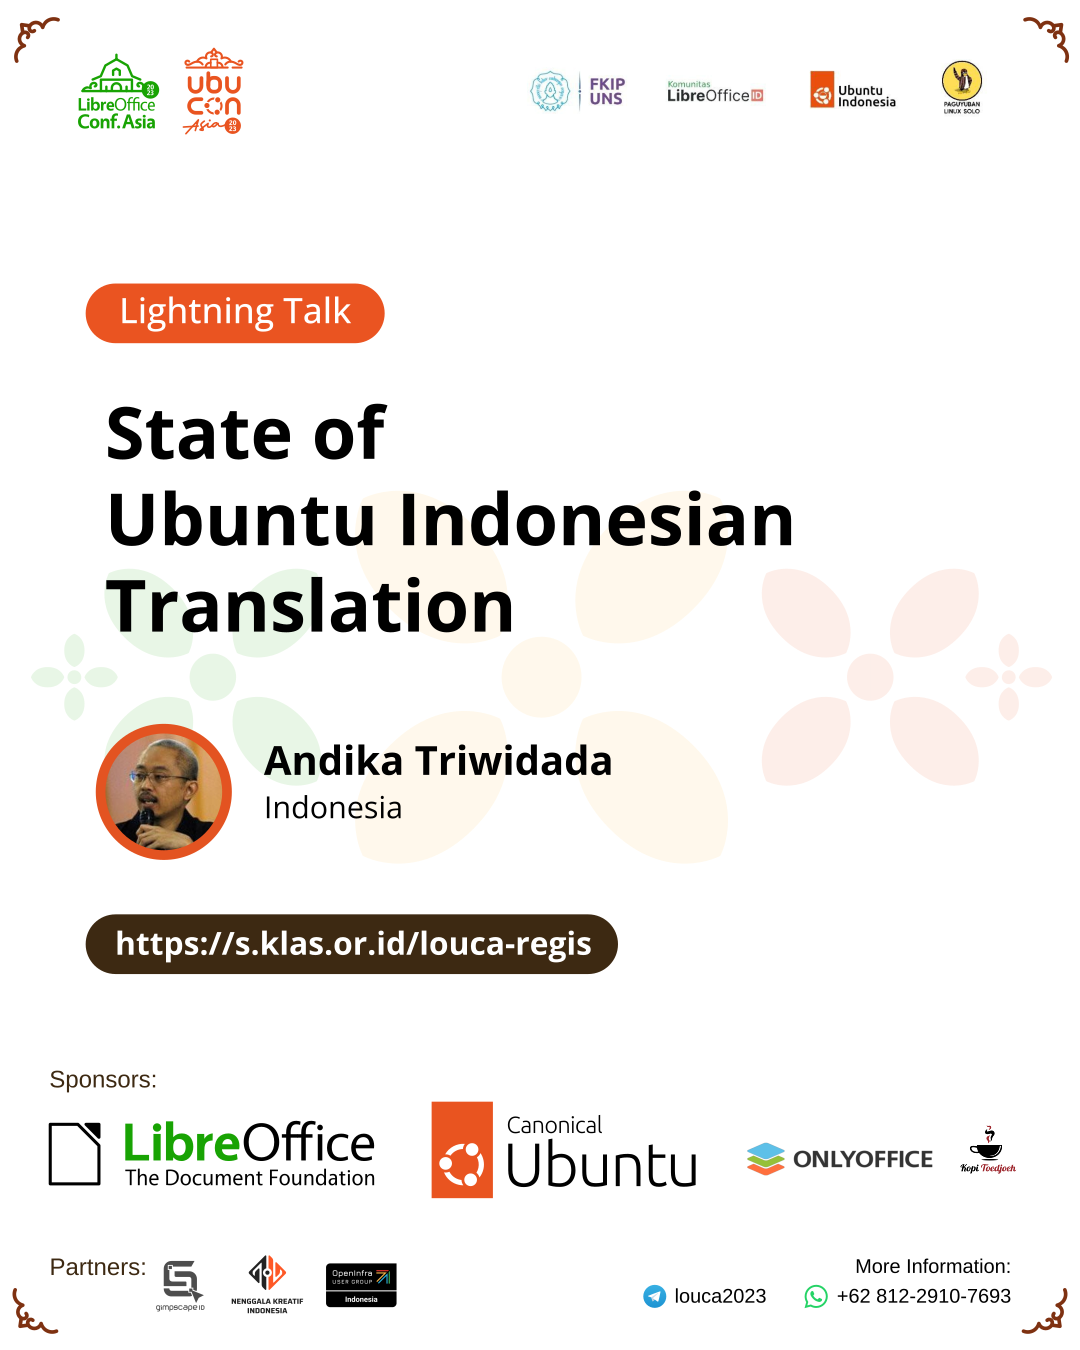 LibreOffice
Conf. Asia
2023
ubu
con
Asia
2023
FKIP
UNS
Komunitas
LibreOffice ID
Ubuntu
Indonesia
PAGUYUBAN
LINUX SOLO
Lightning Talk
State of
Ubuntu Indonesian
Translation
Andika Triwidada
Indonesia
https://s.klas.or.id/louca-regis
Sponsors:
LibreOffice
The Document Foundation
Canonical
Ubuntu
ONLYOFFICE
Kopi Toedjoeh
Partners:
gimpscape ID
NENGGALA KREATIF
INDONESIA
OpenInfra
USER GROUP
Indonesia
More Information:
louca2023
+62 812-2910-7693